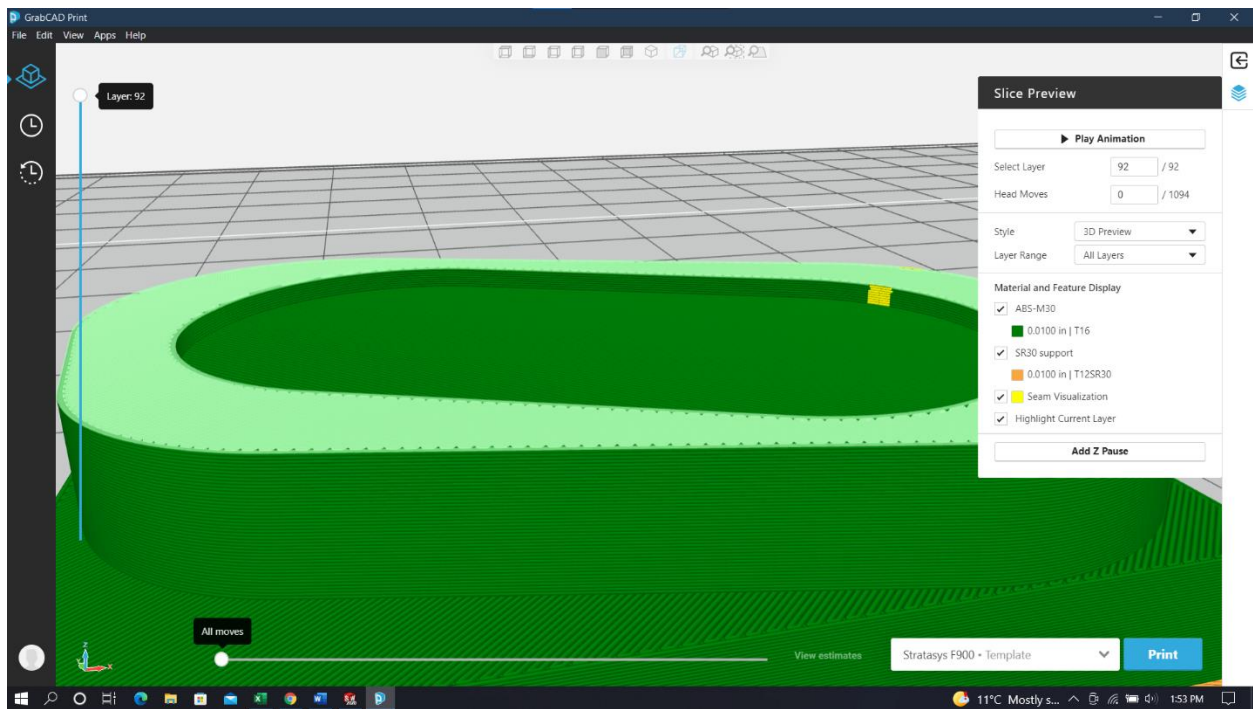 GrabCAD Print
File Edit View Apps Help
Layer: 92
Slice Preview
Play Animation
Select Layer 92 / 92
Head Moves 0 / 1094
Style 3D Preview
Layer Range All Layers
Material and Feature Display
ABS-M30
0.0100 in | T16
SR30 support
0.0100 in | T12SR30
Seam Visualization
Highlight Current Layer
Add Z Pause
All moves
View estimates
Stratasys F900 • Template
Print
z
x
11°C Mostly s...
1:53 PM